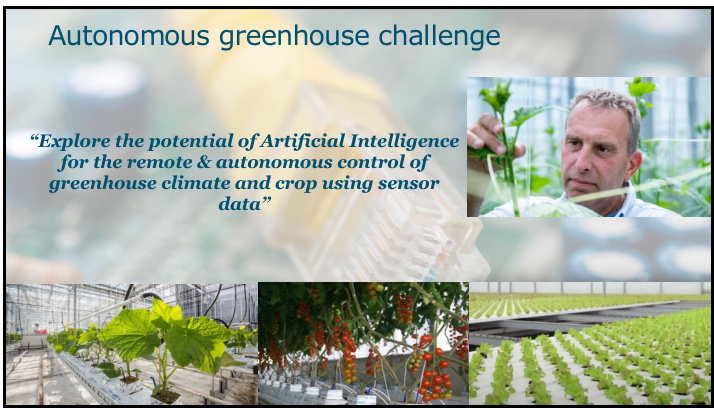 Autonomous greenhouse challenge
“Explore the potential of Artificial Intelligence
for the remote & autonomous control of
greenhouse climate and crop using sensor
data”